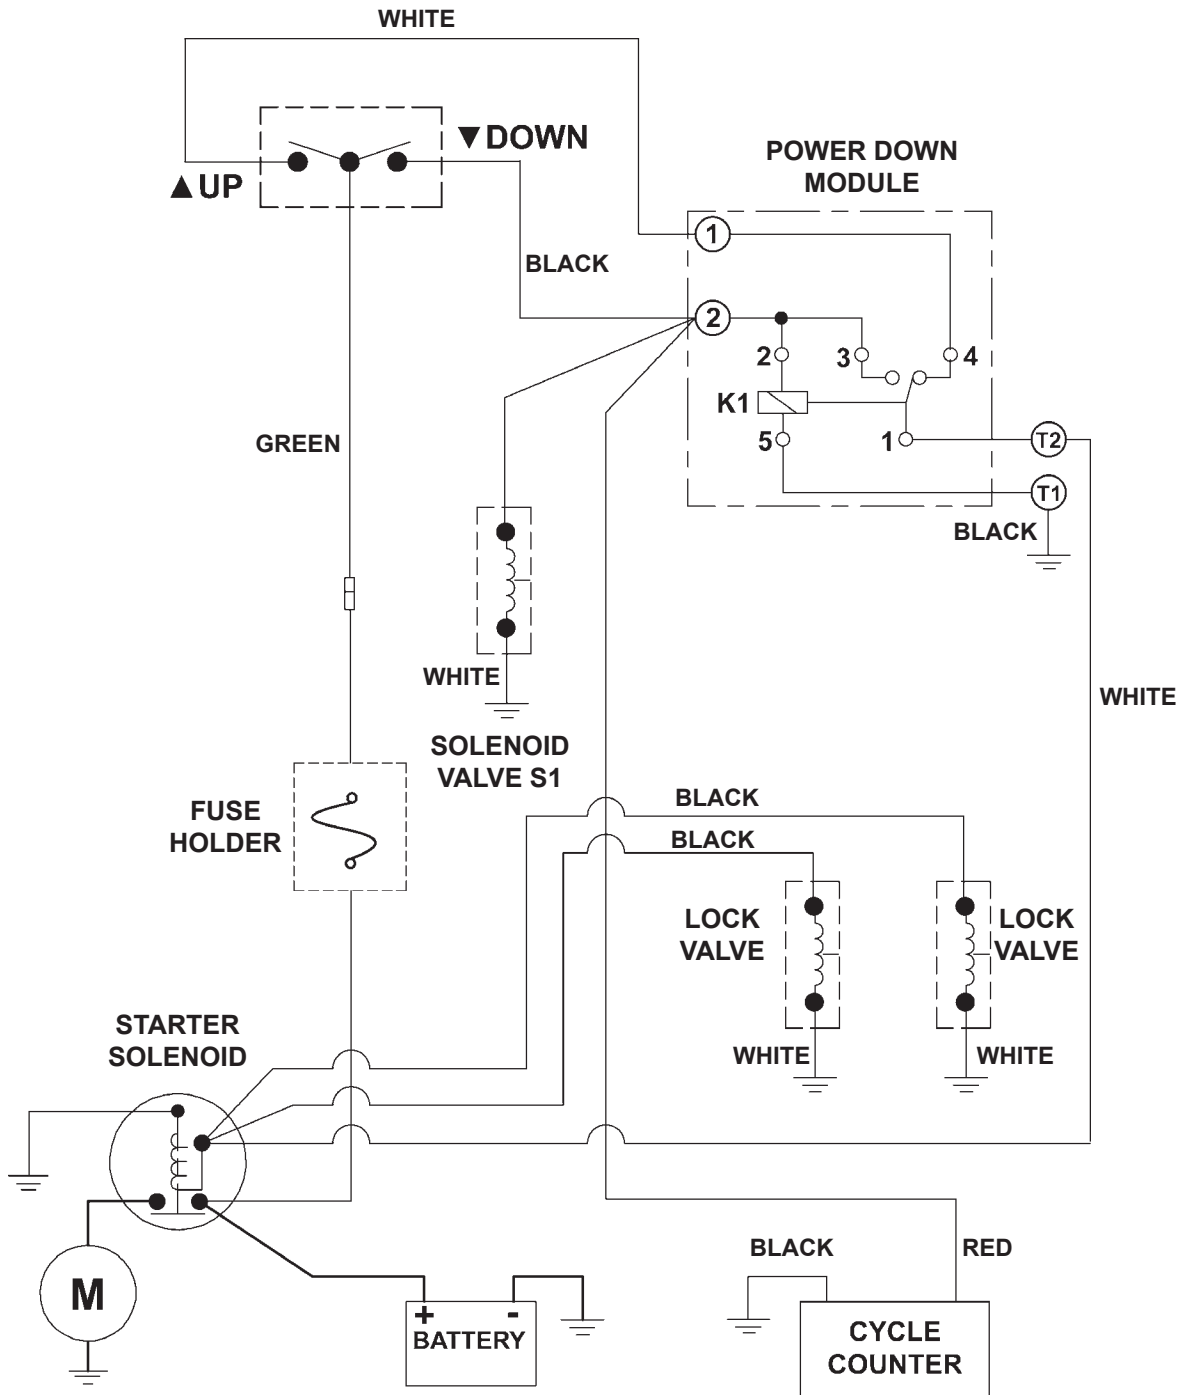 WHITE
▼DOWN
▲UP
POWER DOWN
MODULE
1
BLACK
2
2
3
4
K1
GREEN
5
1
T2
T1
BLACK
WHITE
WHITE
SOLENOID
VALVE S1
BLACK
FUSE
HOLDER
BLACK
LOCK
VALVE
LOCK
VALVE
STARTER
SOLENOID
WHITE
WHITE
BLACK
RED
M
+
-
BATTERY
CYCLE
COUNTER